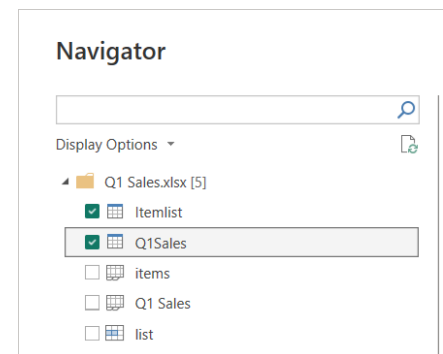 Navigator
Display Options
Q1 Sales.xlsx [5]
Itemlist
Q1Sales
items
Q1 Sales
list